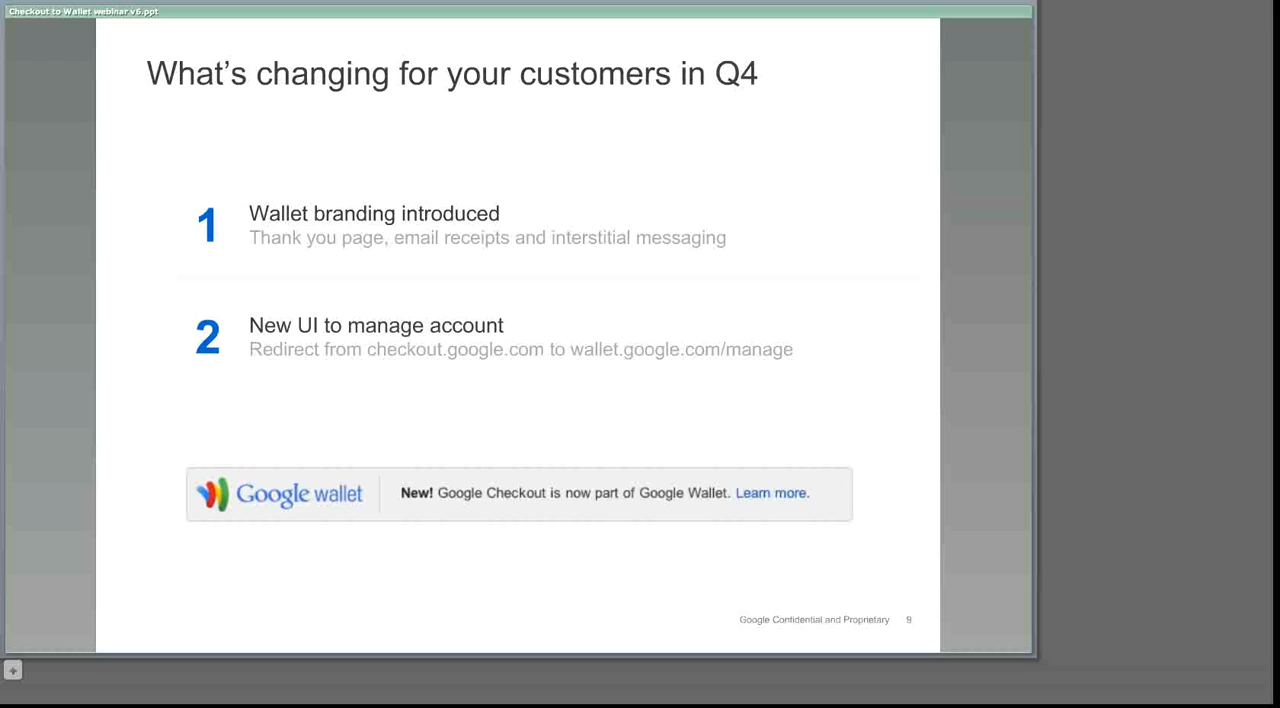 Checkout to Wallet webinar v6.ppt
What's changing for your customers in Q4
1
Wallet branding introduced
Thank you page, email receipts and interstitial messaging
2
New UI to manage account
Redirect from checkout.google.com to wallet.google.com/manage
Google wallet
New! Google Checkout is now part of Google Wallet. Learn more.
Google Confidential and Proprietary 9
+